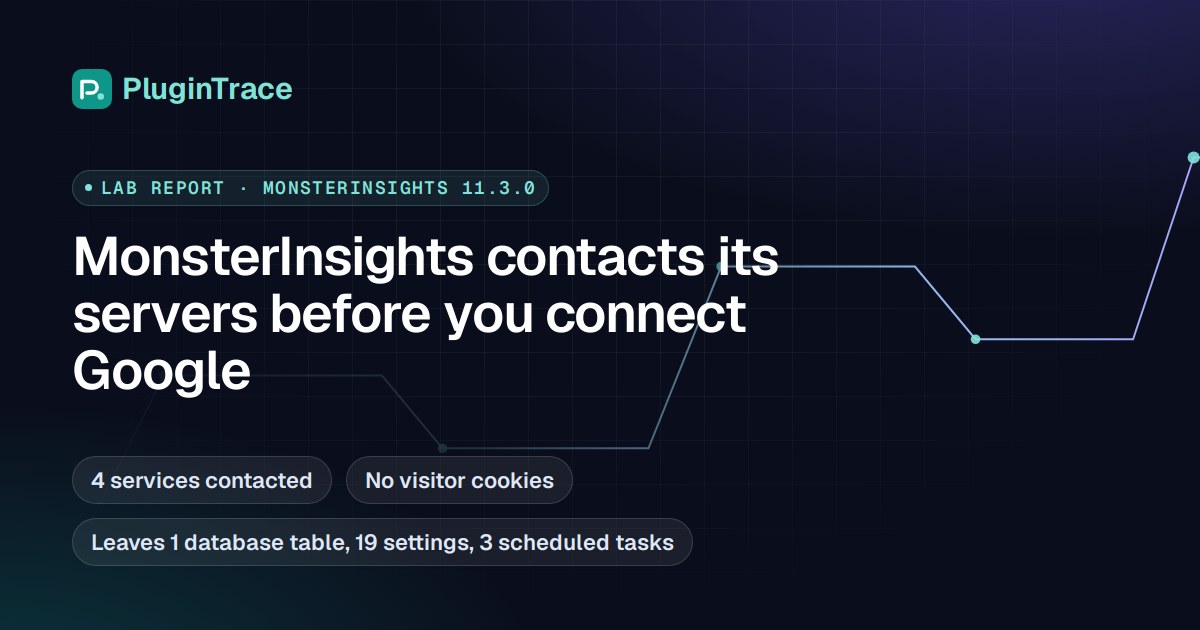 PluginTrace
LAB REPORT · MONSTERINSIGHTS 11.3.0
MonsterInsights contacts its
servers before you connect
Google
4 services contacted
No visitor cookies
Leaves 1 database table, 19 settings, 3 scheduled tasks